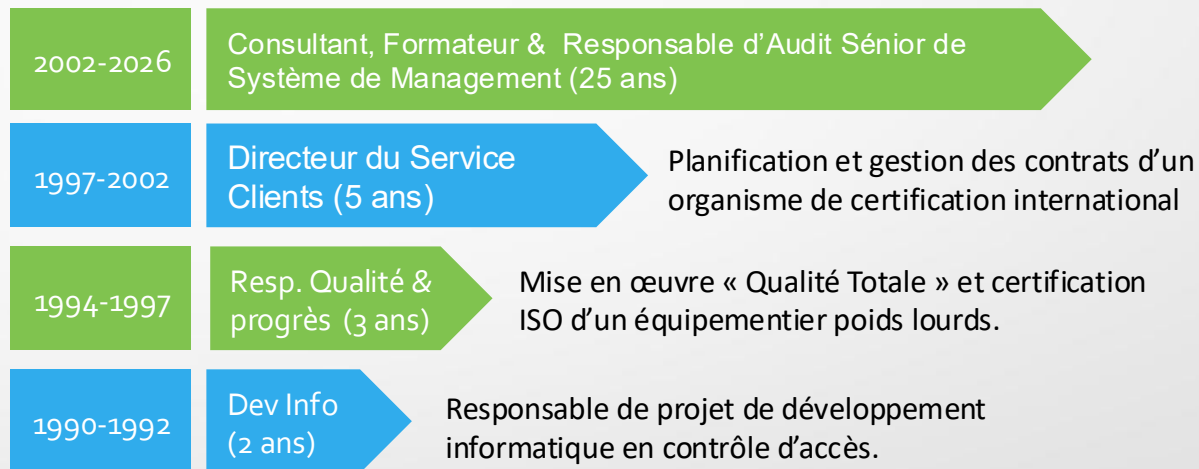 2002-2026
Consultant, Formateur & Responsable d’Audit Sénior de
Système de Management (25 ans)
1997-2002
Directeur du Service
Clients (5 ans)
Planification et gestion des contrats d’un
organisme de certification international
1994-1997
Resp. Qualité &
progrès (3 ans)
Mise en œuvre « Qualité Totale » et certification
ISO d’un équipementier poids lourds.
1990-1992
Dev Info
(2 ans)
Responsable de projet de développement
informatique en contrôle d’accès.